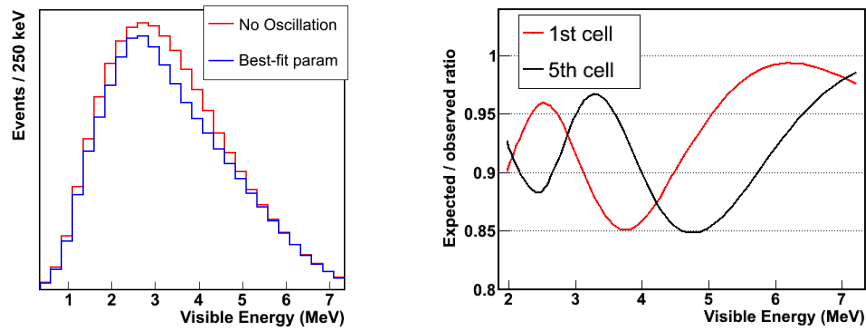 No Oscillation
Best-fit param
Events / 250 keV
1 2 3 4 5 6 7
Visible Energy (MeV)
1st cell
5th cell
Expected / observed ratio
1
0.95
0.9
0.85
0.8
2 3 4 5 6 7
Visible Energy (MeV)